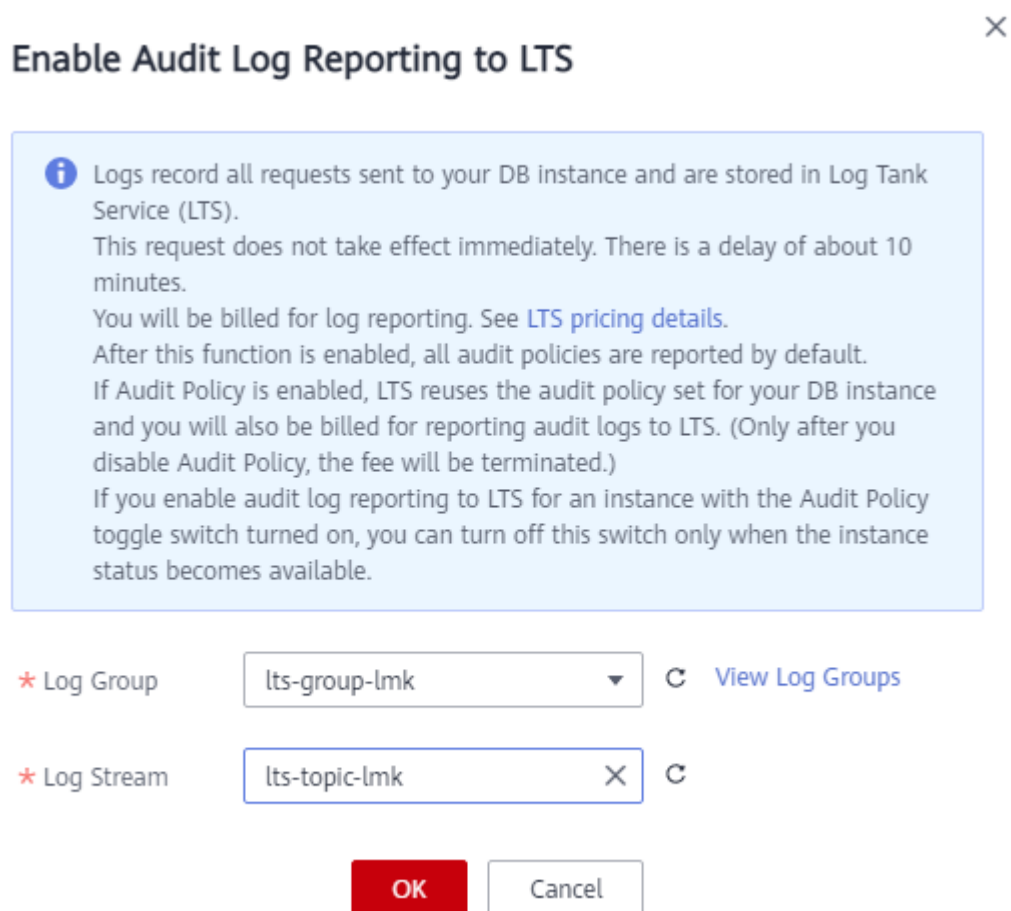 Enable Audit Log Reporting to LTS
Logs record all requests sent to your DB instance and are stored in Log Tank
Service (LTS).
This request does not take effect immediately. There is a delay of about 10
minutes.
You will be billed for log reporting. See LTS pricing details.
After this function is enabled, all audit policies are reported by default.
If Audit Policy is enabled, LTS reuses the audit policy set for your DB instance
and you will also be billed for reporting audit logs to LTS. (Only after you
disable Audit Policy, the fee will be terminated.)
If you enable audit log reporting to LTS for an instance with the Audit Policy
toggle switch turned on, you can turn off this switch only when the instance
status becomes available.
* Log Group lts-group-lmk View Log Groups
* Log Stream lts-topic-lmk
OK Cancel